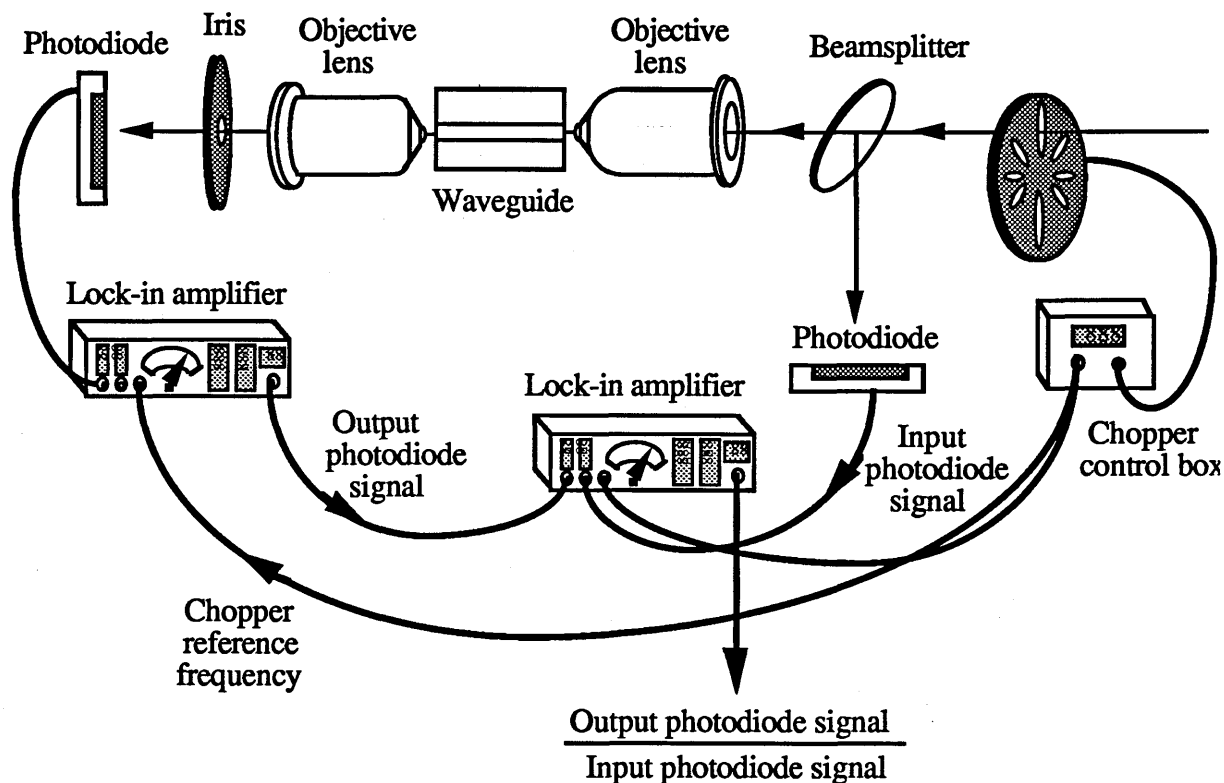 Photodiode
Iris
Objective
lens
Objective
lens
Beamsplitter
Waveguide
Lock-in amplifier
Photodiode
Lock-in amplifier
Output
photodiode
signal
Input
photodiode
signal
Chopper
control box
Chopper
reference
frequency
Output photodiode signal
Input photodiode signal